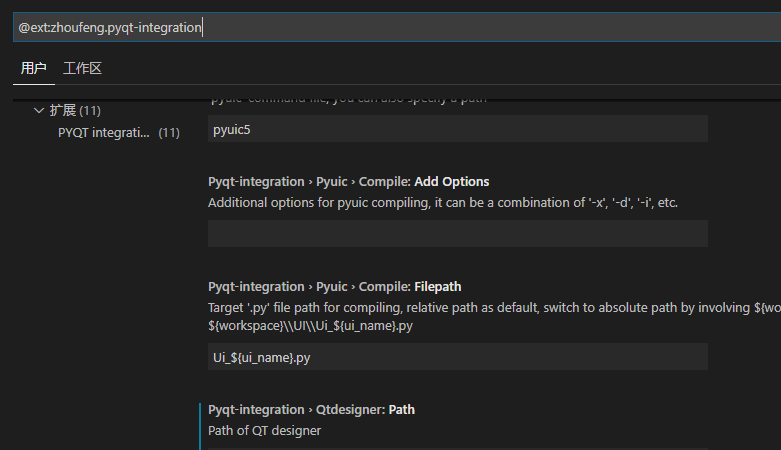 @ext:zhoufeng.pyqt-integration
用户 工作区
扩展 (11)
PYQT integrati... (11)
pyuic command file, you can also specify a path
pyuic5
Pyqt-integration › Pyuic › Compile: Add Options
Additional options for pyuic compiling, it can be a combination of '-x', '-d', '-i', etc.
Pyqt-integration › Pyuic › Compile: Filepath
Target '.py' file path for compiling, relative path as default, switch to absolute path by involving ${wo
${workspace}\\UI\\Ui_${ui_name}.py
Ui_${ui_name}.py
Pyqt-integration › Qtdesigner: Path
Path of QT designer